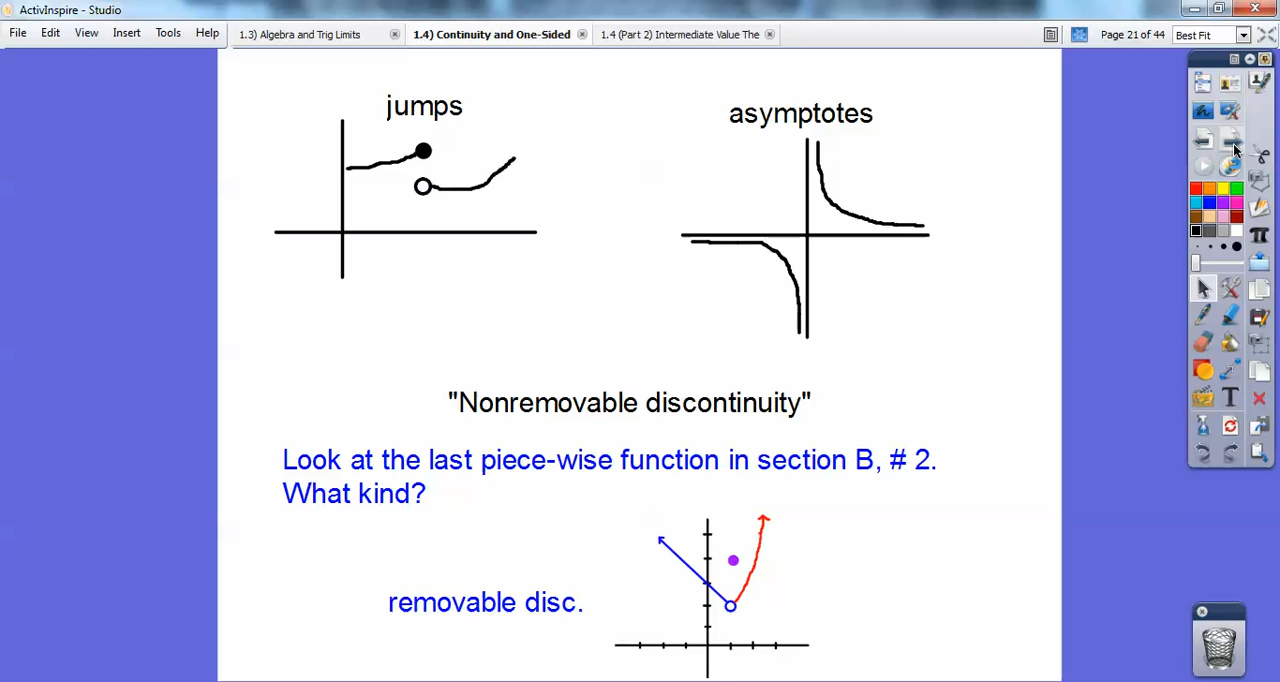 ActivInspire - Studio
File Edit View Insert Tools Help
1.3) Algebra and Trig Limits
1.4) Continuity and One-Sided
1.4 (Part 2) Intermediate Value The
Page 21 of 44
Best Fit
jumps
asymptotes
"Nonremovable discontinuity"
Look at the last piece-wise function in section B, # 2.
What kind?
removable disc.